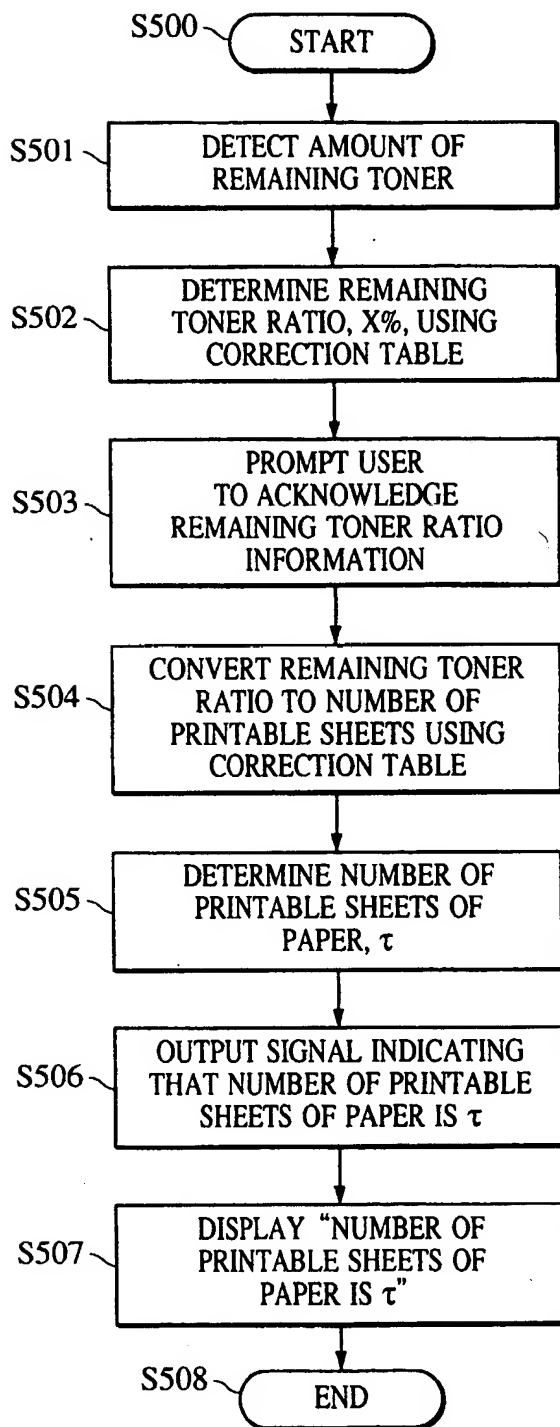 S500
START
S501
DETECT AMOUNT OF
REMAINING TONER
S502
DETERMINE REMAINING
TONER RATIO, X%, USING
CORRECTION TABLE
S503
PROMPT USER
TO ACKNOWLEDGE
REMAINING TONER RATIO
INFORMATION
S504
CONVERT REMAINING TONER
RATIO TO NUMBER OF
PRINTABLE SHEETS USING
CORRECTION TABLE
S505
DETERMINE NUMBER OF
PRINTABLE SHEETS OF
PAPER, τ
S506
OUTPUT SIGNAL INDICATING
THAT NUMBER OF PRINTABLE
SHEETS OF PAPER IS τ
S507
DISPLAY “NUMBER OF
PRINTABLE SHEETS OF
PAPER IS τ”
S508
END